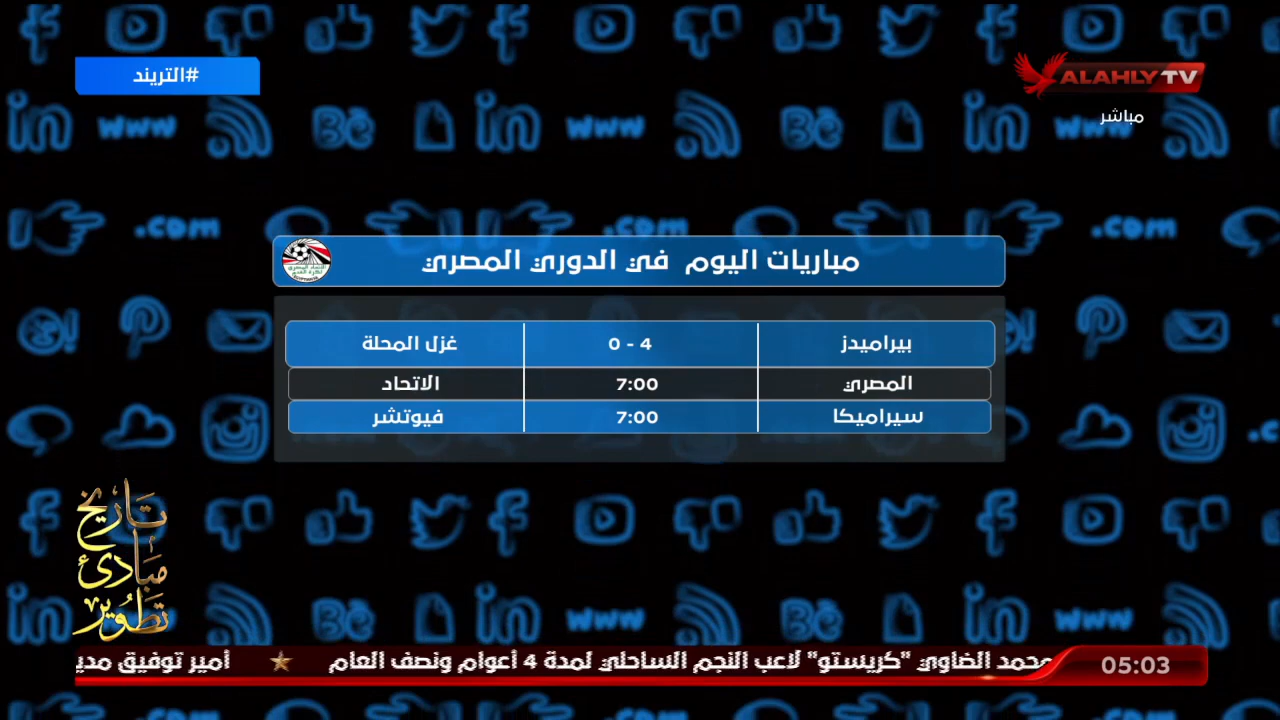 #التريند
ALAHLY TV
مباشر
مباريات اليوم في الدوري المصري
بيراميدز 4 - 0 غزل المحلة
المصري 7:00 الاتحاد
سيراميكا 7:00 فيوتشر
تاريخ
مبادئ
تطوير
05:03 محمد الضاوي "كريستو" لاعب النجم الساحلي لمدة 4 أعوام ونصف العام ★ أمير توفيق مدي